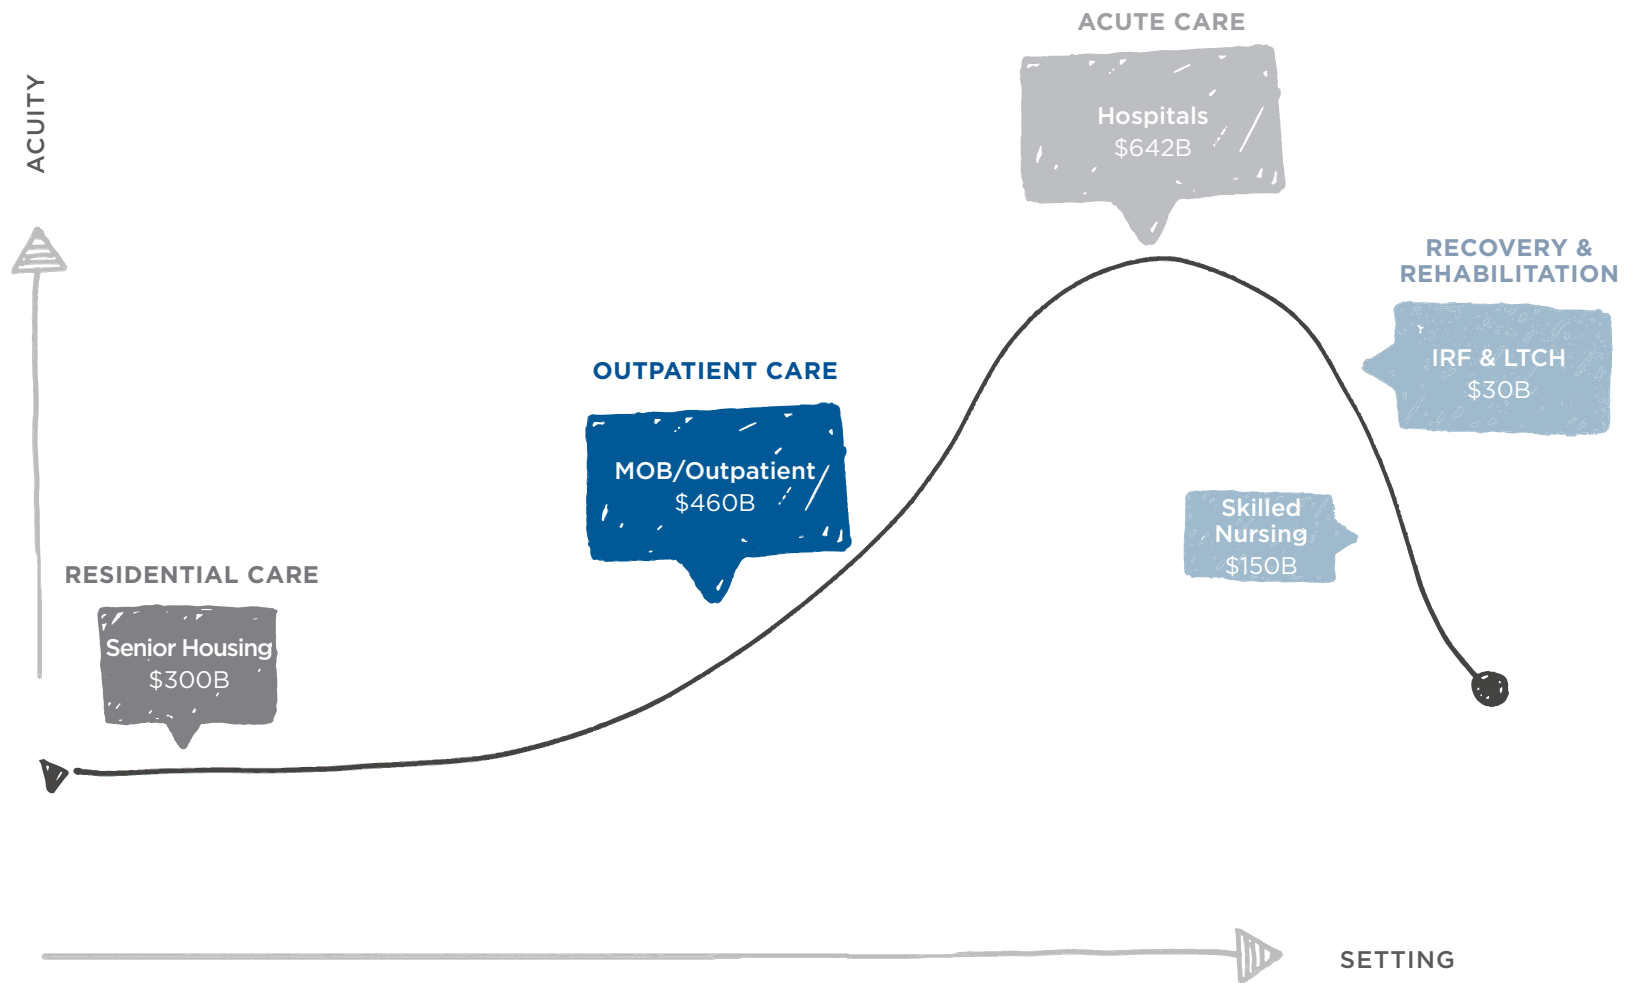 ACUITY
ACUTE CARE
Hospitals
$642B
RECOVERY &
REHABILITATION
IRF & LTCH
$30B
OUTPATIENT CARE
MOB/Outpatient
$460B
Skilled
Nursing
$150B
RESIDENTIAL CARE
Senior Housing
$300B
SETTING